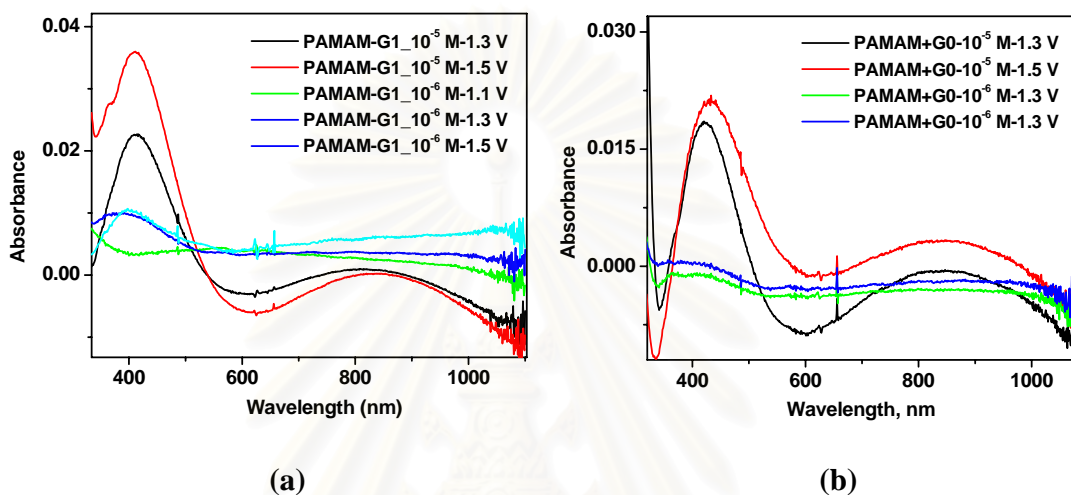 0.04
0.02
0.00
Absorbance
PAMAM-G1_10⁻⁵ M-1.3 V
PAMAM-G1_10⁻⁵ M-1.5 V
PAMAM-G1_10⁻⁶ M-1.1 V
PAMAM-G1_10⁻⁶ M-1.3 V
PAMAM-G1_10⁻⁶ M-1.5 V
400 600 800 1000
Wavelength (nm)
(a)
0.030
0.015
0.000
Absorbance
PAMAM+G0-10⁻⁵ M-1.3 V
PAMAM+G0-10⁻⁵ M-1.5 V
PAMAM+G0-10⁻⁶ M-1.3 V
PAMAM+G0-10⁻⁶ M-1.3 V
400 600 800 1000
Wavelength, nm
(b)